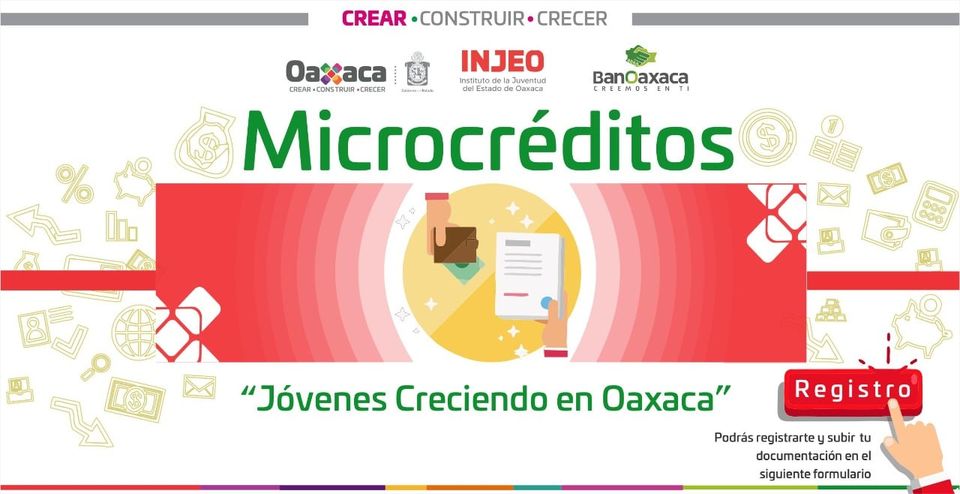 CREAR • CONSTRUIR • CRECER
Oaxaca
CREAR • CONSTRUIR • CRECER
INJEO
Instituto de la Juventud
del Estado de Oaxaca
BanOaxaca
CREEMOS EN TI
Microcréditos
“Jóvenes Creciendo en Oaxaca”
Registro
Podrás registrarte y subir tu
documentación en el
siguiente formulario